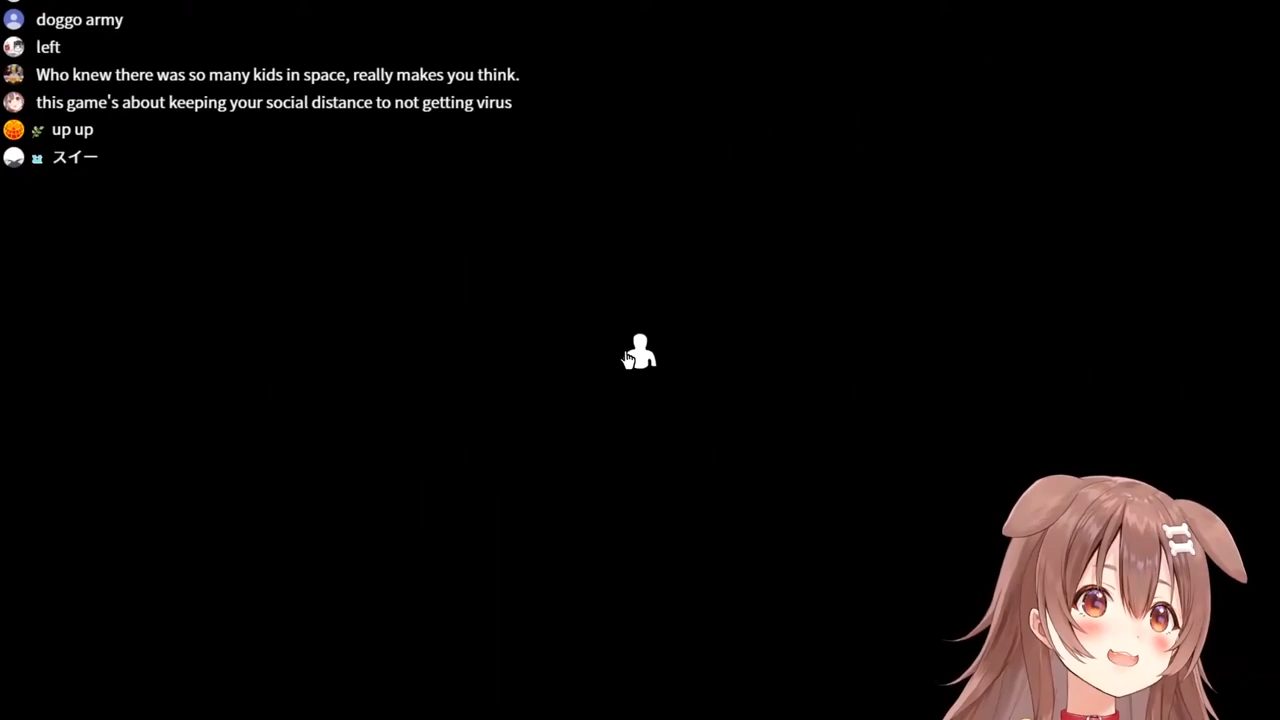 doggo army
left
Who knew there was so many kids in space, really makes you think.
this game's about keeping your social distance to not getting virus
up up
スイー